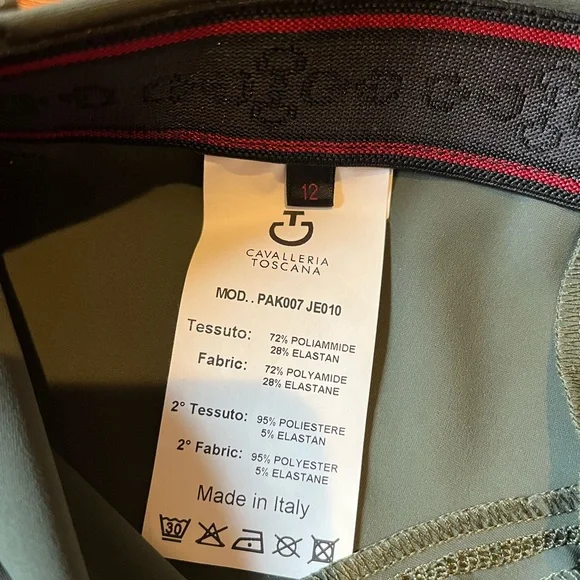 12
CAVALLERIA
TOSCANA
MOD. . PAK007 JE010
Tessuto: 72% POLIAMMIDE
28% ELASTAN
Fabric: 72% POLYAMIDE
28% ELASTANE
2° Tessuto: 95% POLIESTERE
5% ELASTAN
2° Fabric: 95% POLYESTER
5% ELASTANE
Made in Italy
30